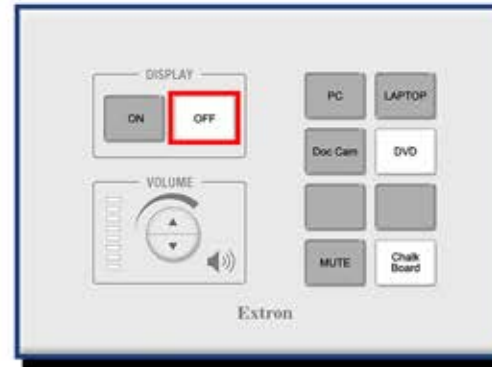 DISPLAY
ON
OFF
VOLUME
PC
LAPTOP
Doc Cam
DVD
MUTE
Chalk
Board
Extron